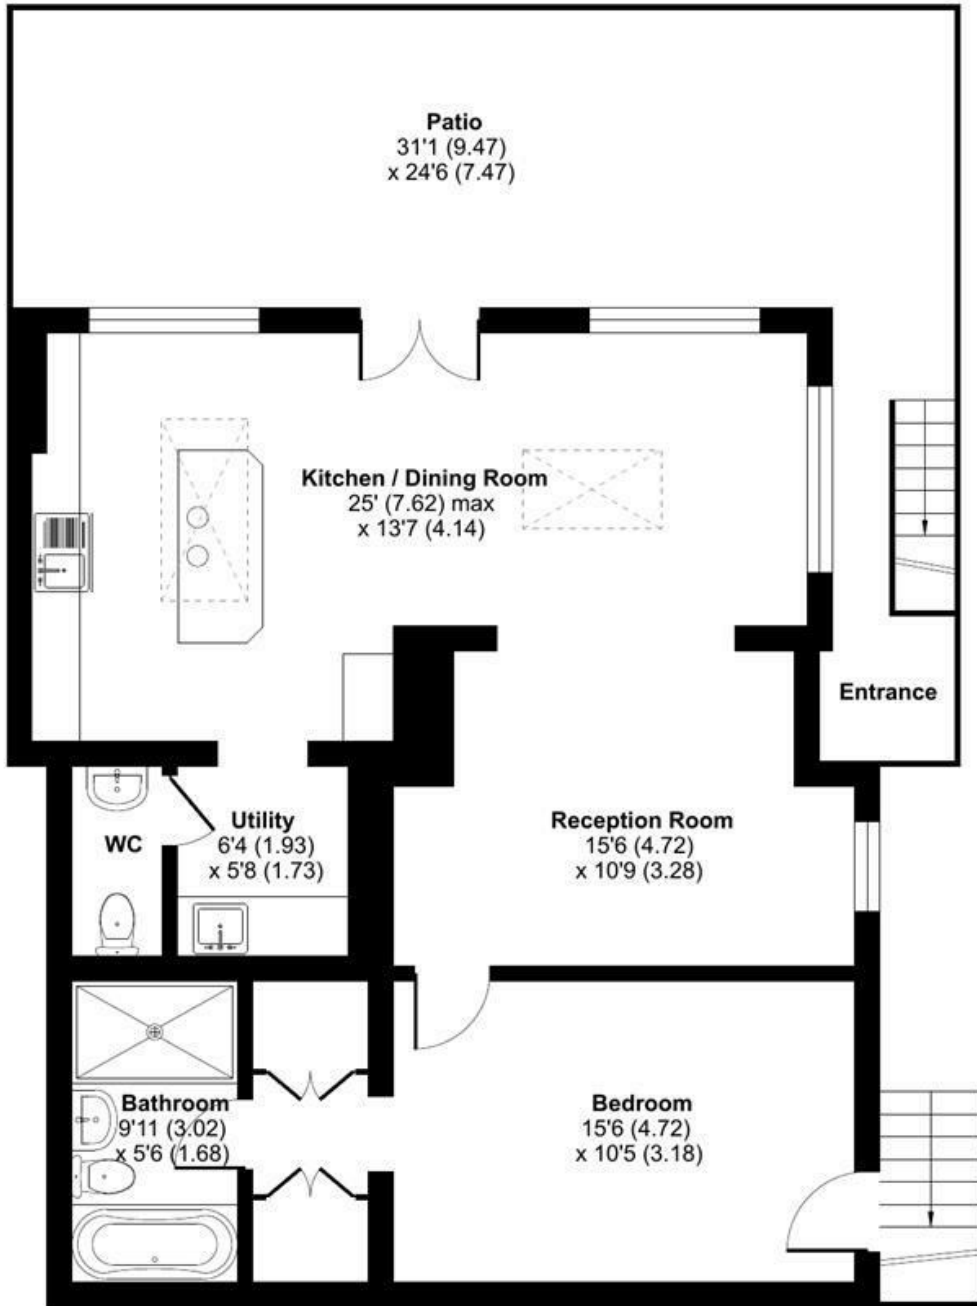 Patio
31'1 (9.47)
x 24'6 (7.47)
Kitchen / Dining Room
25' (7.62) max
x 13'7 (4.14)
Entrance
WC
Utility
6'4 (1.93)
x 5'8 (1.73)
Reception Room
15'6 (4.72)
x 10'9 (3.28)
Bathroom
9'11 (3.02)
x 5'6 (1.68)
Bedroom
15'6 (4.72)
x 10'5 (3.18)